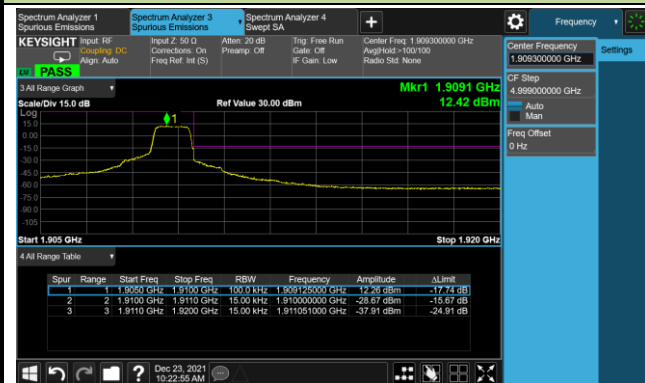 Spectrum Analyzer 1
Spurious Emissions
Spectrum Analyzer 3
Spurious Emissions
Spectrum Analyzer 4
Swept SA
+
Frequency
KEYSIGHT
Input: RF
Coupling: DC
Align: Auto
Input Z: 50 Ω
Corrections: On
Freq Ref: Int (S)
Atten: 20 dB
Preamp: Off
Trig: Free Run
Gate: Off
IF Gain: Low
Center Freq: 1.909300000 GHz
Avg|Hold:>100/100
Radio Std: None
PASS
Center Frequency
1.909300000 GHz
Settings
CF Step
4.999000000 GHz
Auto
Man
Freq Offset
0 Hz
3 All Range Graph
Mkr1 1.9091 GHz
12.42 dBm
Scale/Div 15.0 dB
Ref Value 30.00 dBm
Log
1
15.0
0.00
-15.0
-30.0
-45.0
-60.0
-75.0
-90.0
-105
Start 1.905 GHz
Stop 1.920 GHz
4 All Range Table
Spur Range Start Freq Stop Freq RBW Frequency Amplitude ΔLimit
1 1 1.9050 GHz 1.9100 GHz 100.0 kHz 1.909125000 GHz 12.26 dBm -17.74 dB
2 2 1.9100 GHz 1.9110 GHz 15.00 kHz 1.910000000 GHz -28.67 dBm -15.67 dB
3 3 1.9110 GHz 1.9200 GHz 15.00 kHz 1.911051000 GHz -37.91 dBm -24.91 dB
?
Dec 23, 2021
10:22:55 AM